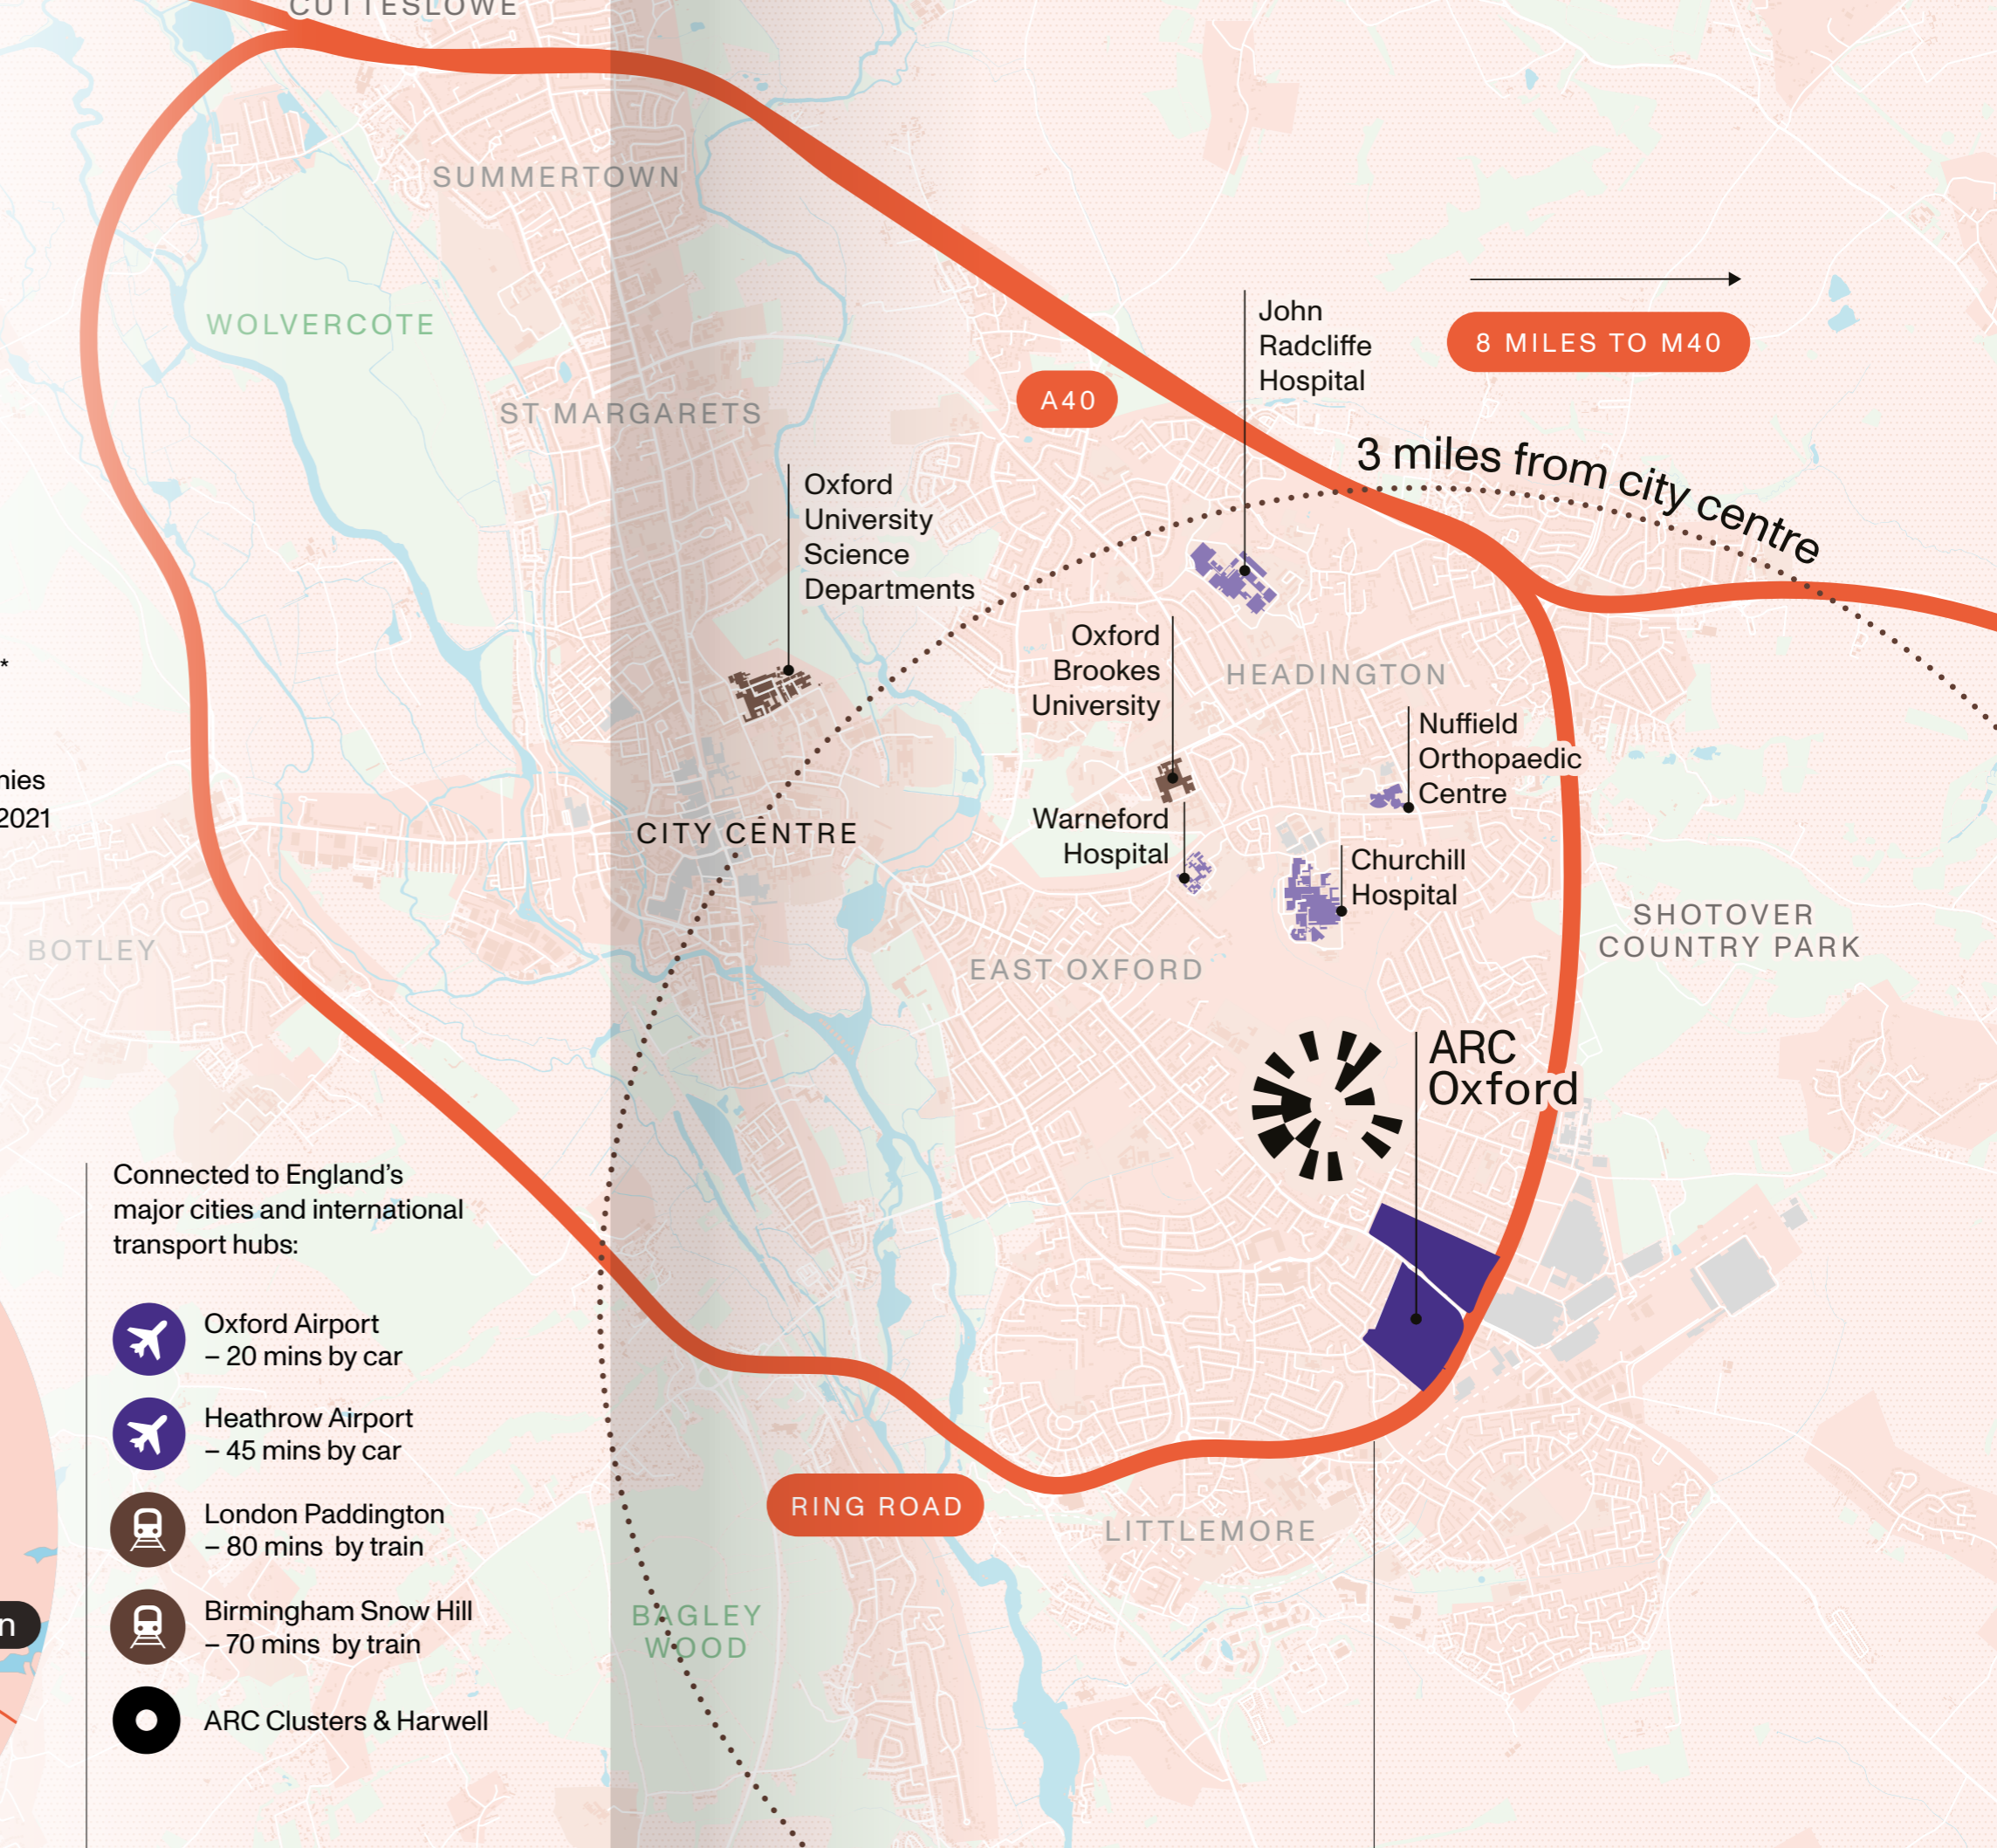 CUTTESLOWE
SUMMERTOWN
WOLVERCOTE
ST MARGARETS
A40
John
Radcliffe
Hospital
8 MILES TO M40
3 miles from city centre
Oxford
University
Science
Departments
Oxford
Brookes
University
HEADINGTON
Nuffield
Orthopaedic
Centre
*
2021
CITY CENTRE
Warneford
Hospital
Churchill
Hospital
BOTLEY
EAST OXFORD
SHOTOVER
COUNTRY PARK
ARC
Oxford
Connected to England’s
major cities and international
transport hubs:
Oxford Airport
– 20 mins by car
Heathrow Airport
– 45 mins by car
London Paddington
– 80 mins by train
Birmingham Snow Hill
– 70 mins by train
ARC Clusters & Harwell
RING ROAD
LITTLEMORE
BAGLEY
WOOD